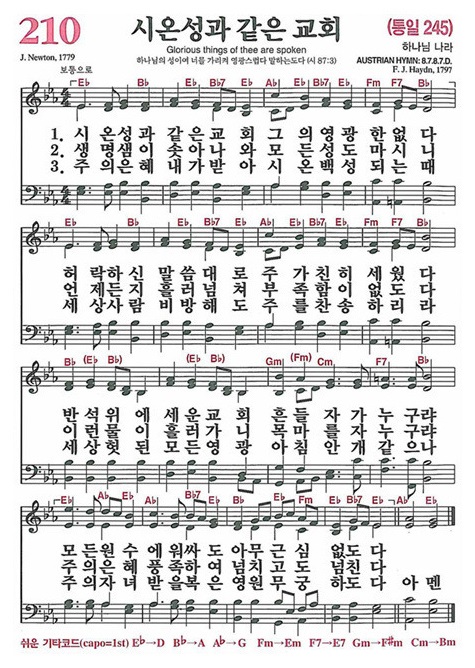 210
시온성과 같은 교회
(통일 245)
Glorious things of thee are spoken
하나님 나라
J. Newton, 1779
하나님의 성이여 너를 가리켜 영광스럽다 말하는도다 (시 87:3)
AUSTRIAN HYMN: 8.7.8.7.D.
F. J. Haydn, 1797
보통으로
E♭ B♭ B♭7 E♭ A♭ E♭ B♭7 E♭ Fm E♭ B♭7 E♭
1. 시 온성과 같은교회 그 의영광 한없다
2. 생 명샘이 솟아나와 모 든성도 마시니
3. 주 의은혜 내가받아 시 온백성 되는때
E♭ B♭ B♭7 E♭ A♭ E♭ B♭7 E♭ Fm E♭ B♭7 E♭
허 락하신 말씀대로 주 가친히 세웠다
언 제든지 흘러넘쳐 부 족함이 없도다
세 상사람 비방해도 주 를찬송 하리라
B♭ (E♭ B♭) E♭ B♭ (E♭ B♭) Gm (Fm) Cm F7 B♭
반 석위에 세운교회 흔 들자가 누구랴
이 런물이 흘러가니 목 마를자 누구랴
세 상헛된 모든영광 아 침안개 같으나
E♭ A♭ B♭ E♭ B♭ E♭ Fm E♭ B♭7 E♭ A♭ E♭
모 든원수 에워싸도 아무근심 없도다
주 의은혜 풍족하여 넘치고도 넘친다
주 의자녀 받을복은 영원무궁 하도다 아멘
쉬운 기타코드(capo=1st) E♭→D B♭→A A♭→G Fm→Em F7→E7 Gm→F#m Cm→Bm